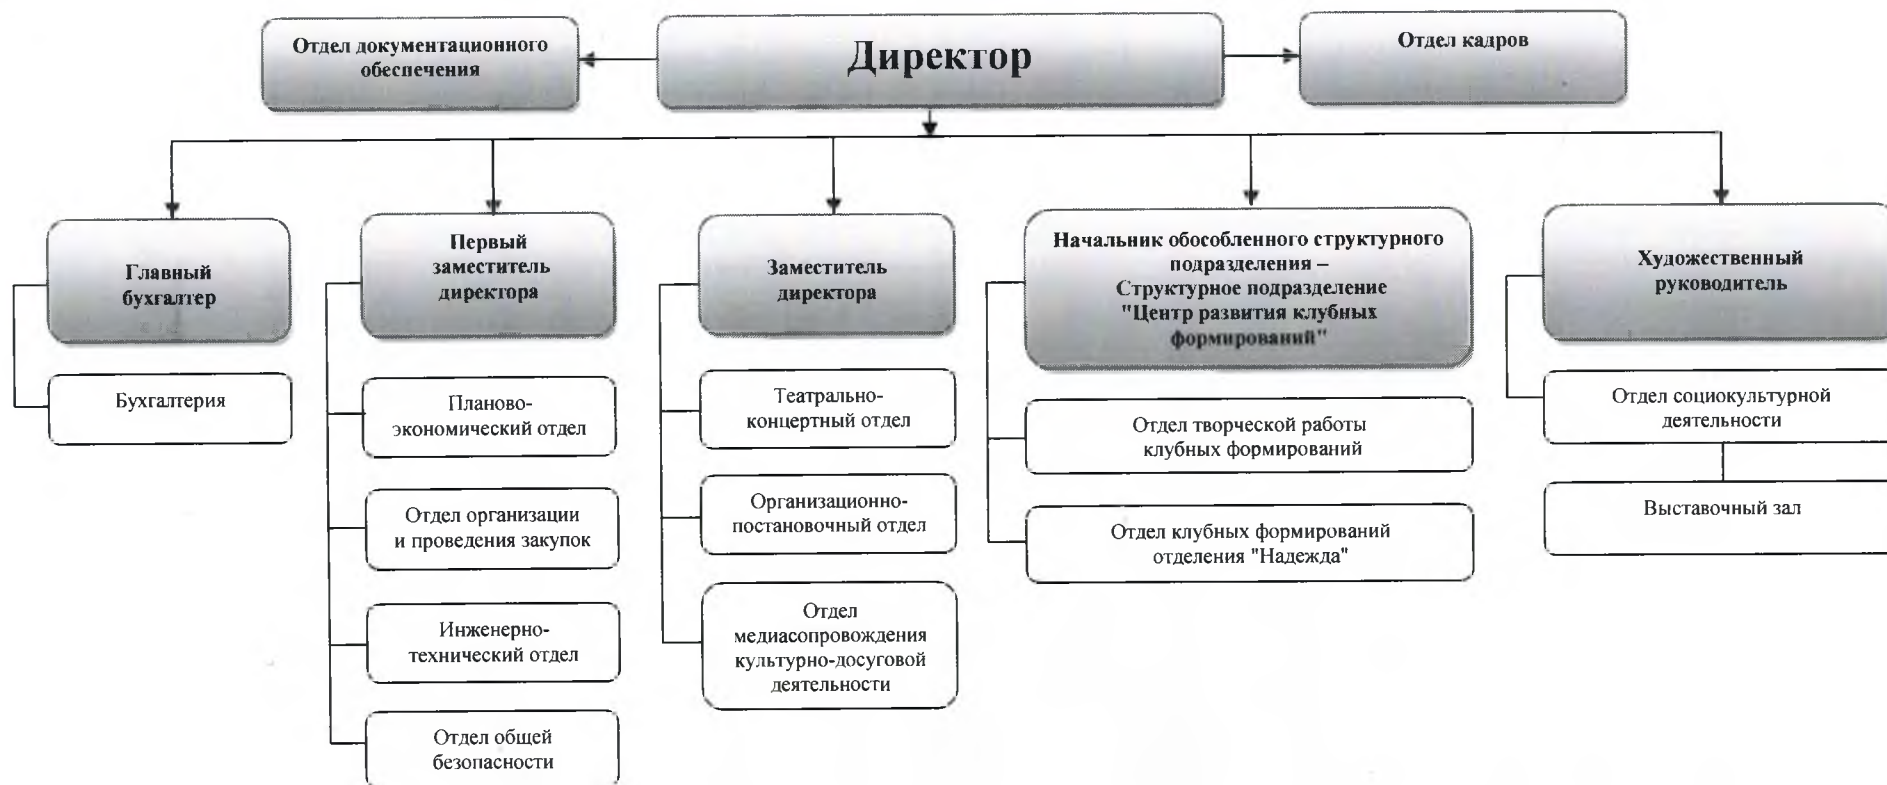 Отдел документационного
обеспечения
Директор
Отдел кадров
Главный
бухгалтер
Бухгалтерия
Первый
заместитель
директора
Планово-
экономический отдел
Отдел организации
и проведения закупок
Инженерно-
технический отдел
Отдел общей
безопасности
Заместитель
директора
Театрально-
концертный отдел
Организационно-
постановочный отдел
Отдел
медиасопровождения
культурно-досуговой
деятельности
Начальник обособленного структурного
подразделения –
Структурное подразделение
"Центр развития клубных
формирований"
Отдел творческой работы
клубных формирований
Отдел клубных формирований
отделения "Надежда"
Художественный
руководитель
Отдел социокультурной
деятельности
Выставочный зал